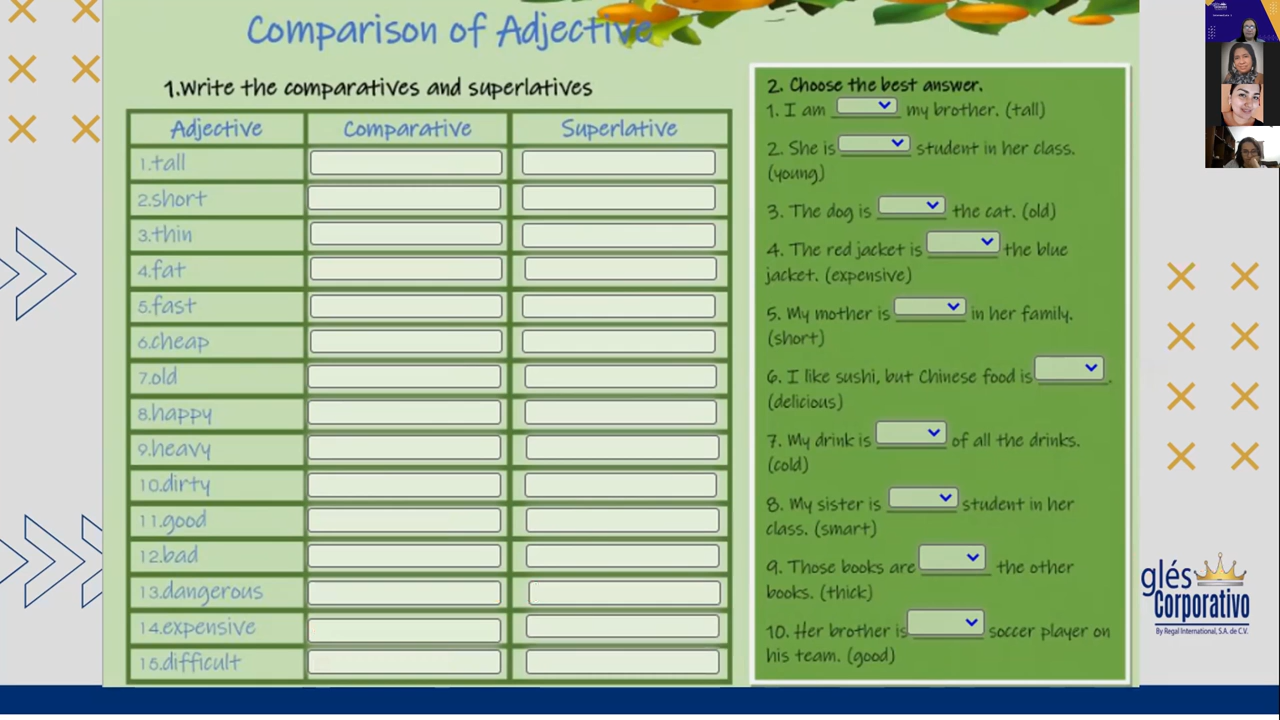 Comparison of Adjective
1.Write the comparatives and superlatives
Adjective Comparative Superlative
1.tall
2.short
3.thin
4.fat
5.fast
6.cheap
7.old
8.happy
9.heavy
10.dirty
11.good
12.bad
13.dangerous
14.expensive
15.difficult
2. Choose the best answer.
1. I am my brother. (tall)
2. She is student in her class.
(young)
3. The dog is the cat. (old)
4. The red jacket is the blue
jacket. (expensive)
5. My mother is in her family.
(short)
6. I like sushi, but Chinese food is .
(delicious)
7. My drink is of all the drinks.
(cold)
8. My sister is student in her
class. (smart)
9. Those books are the other
books. (thick)
10. Her brother is soccer player on
his team. (good)
glés
Corporativo
By Regal International, S.A. de C.V.